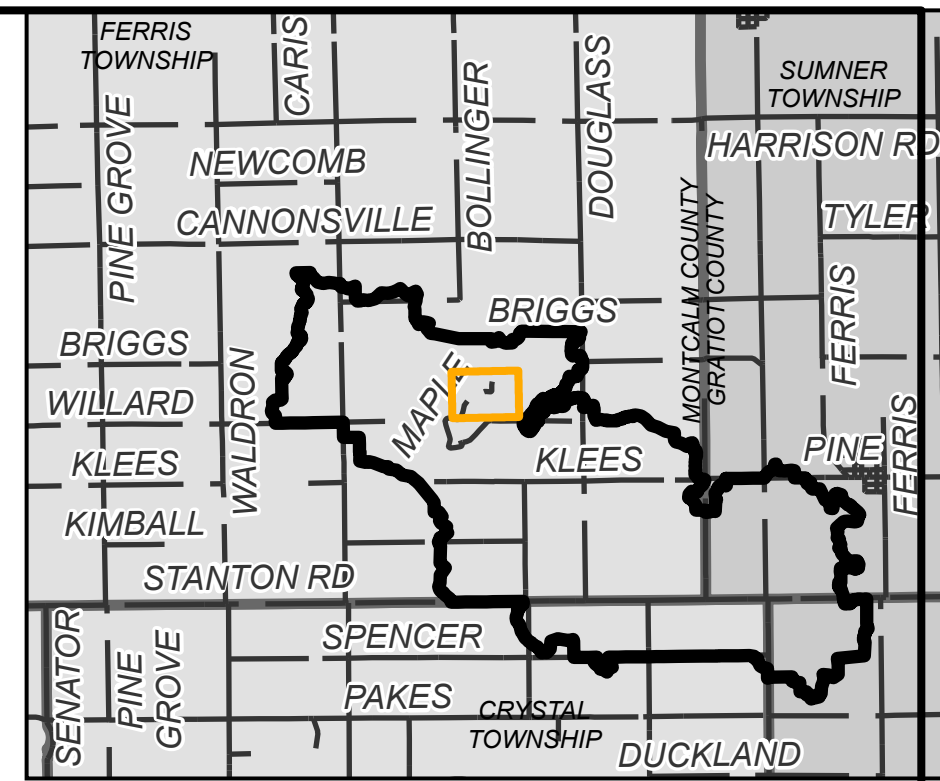 FERRIS
TOWNSHIP
CARIS
BOLLINGER
DOUGLASS
SUMNER
TOWNSHIP
HARRISON RD
PINE GROVE
NEWCOMB
CANNONSVILLE
MONTCALM COUNTY
GRATIOT COUNTY
TYLER
FERRIS
BRIGGS
BRIGGS
WILLARD
WALDRON
MAPLE
KLEES
KLEES
PINE
FERRIS
KIMBALL
STANTON RD
SENATOR
PINE
GROVE
SPENCER
PAKES
CRYSTAL
TOWNSHIP
DUCKLAND